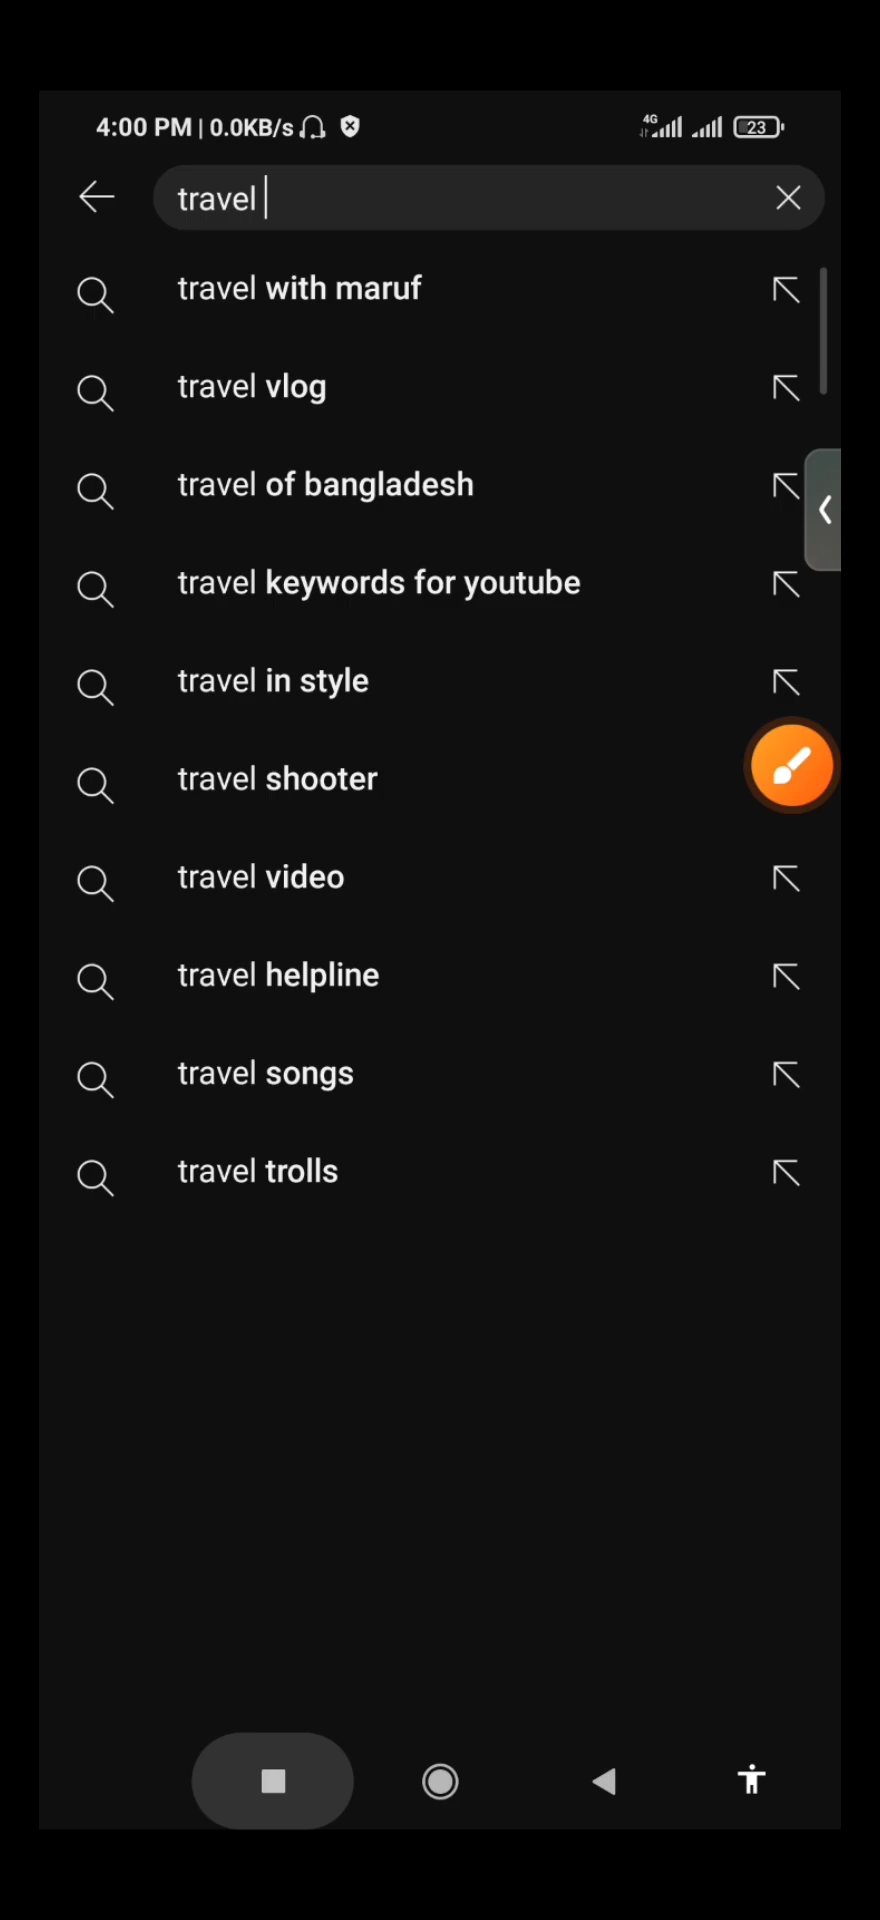 4:00 PM | 0.0KB/s 4G 23
travel
travel with maruf
travel vlog
travel of bangladesh
travel keywords for youtube
travel in style
travel shooter
travel video
travel helpline
travel songs
travel trolls